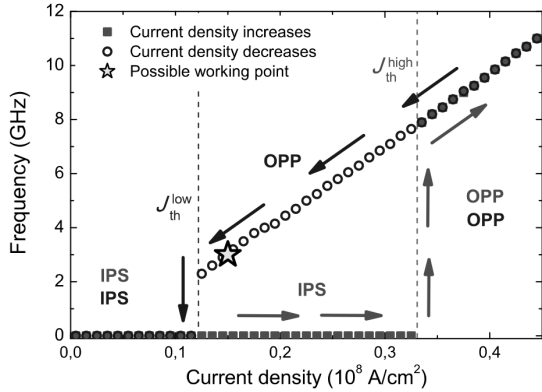 Current density increases
Current density decreases
Possible working point
J_th^high
J_th^low
OPP
OPP
OPP
IPS
IPS
IPS
Frequency (GHz)
12
10
8
6
4
2
0
0,0
0,1
0,2
0,3
0,4
Current density (10^8 A/cm^2)